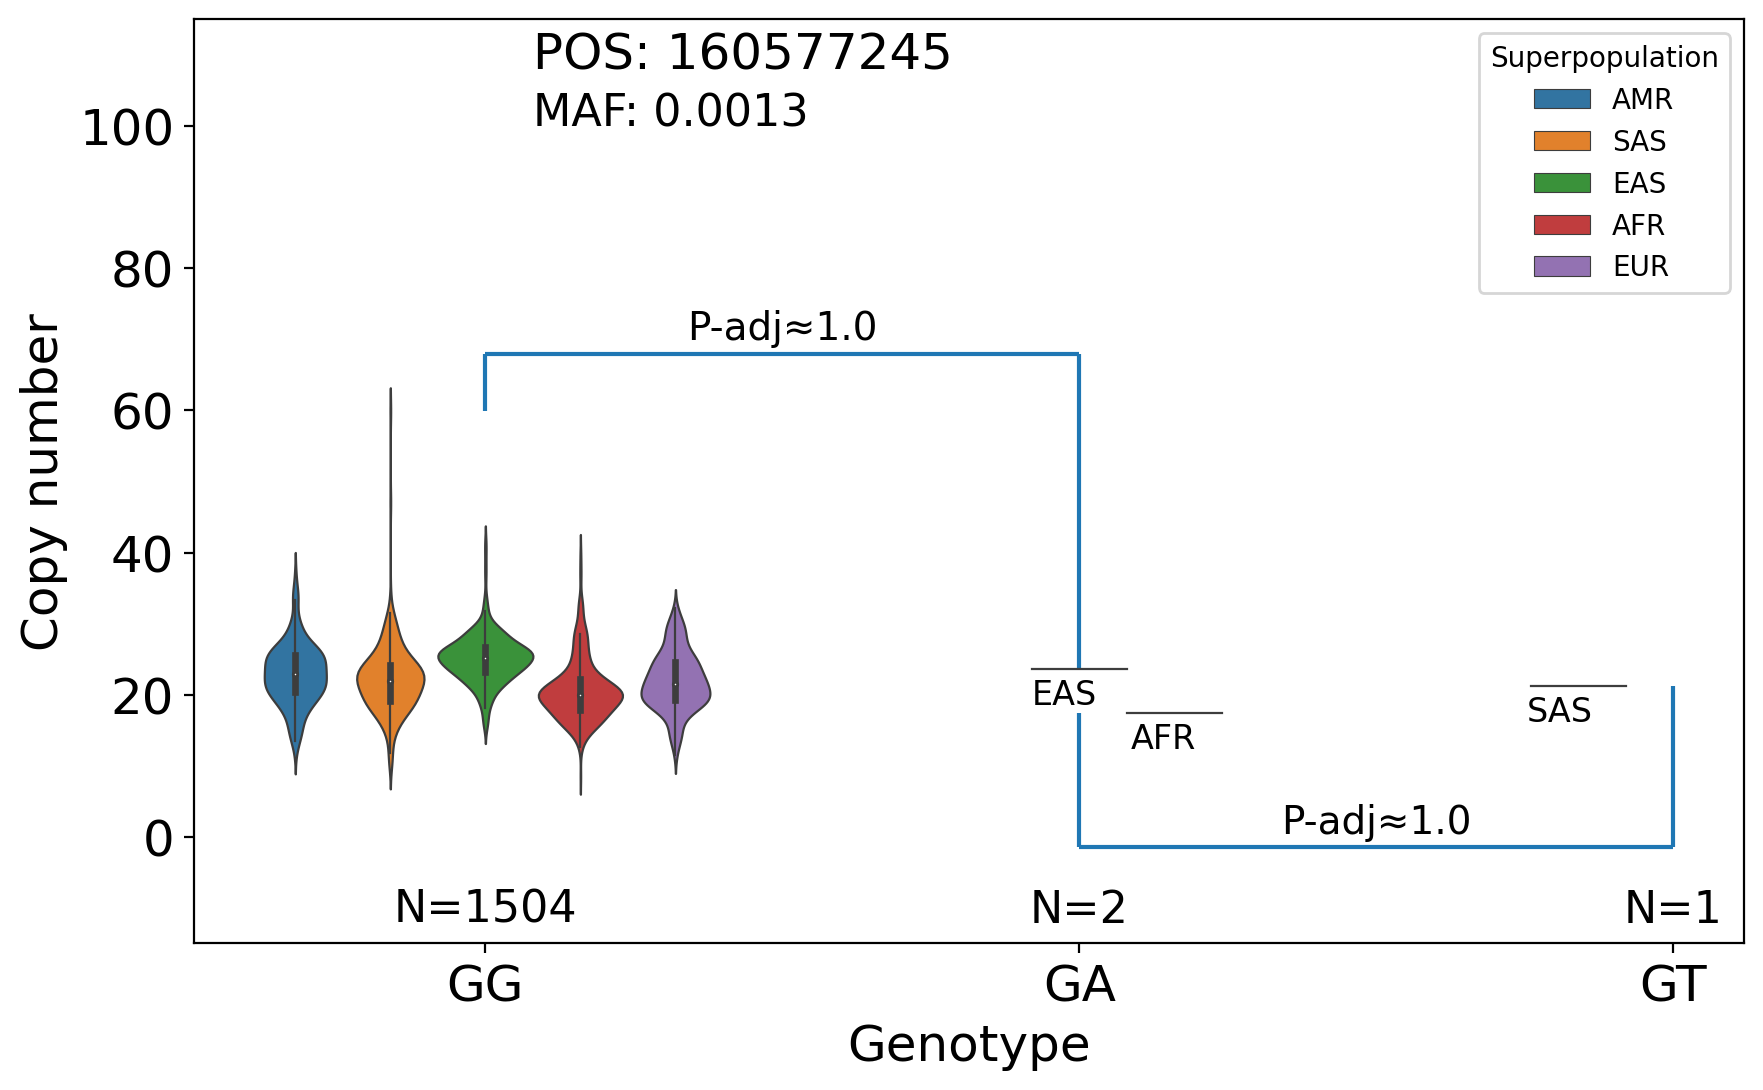 POS: 160577245
MAF: 0.0013
Superpopulation
AMR
SAS
EAS
AFR
EUR
Copy number
100
80
60
40
20
0
P-adj≈1.0
EAS
AFR
SAS
P-adj≈1.0
N=1504
N=2
N=1
GG
GA
GT
Genotype